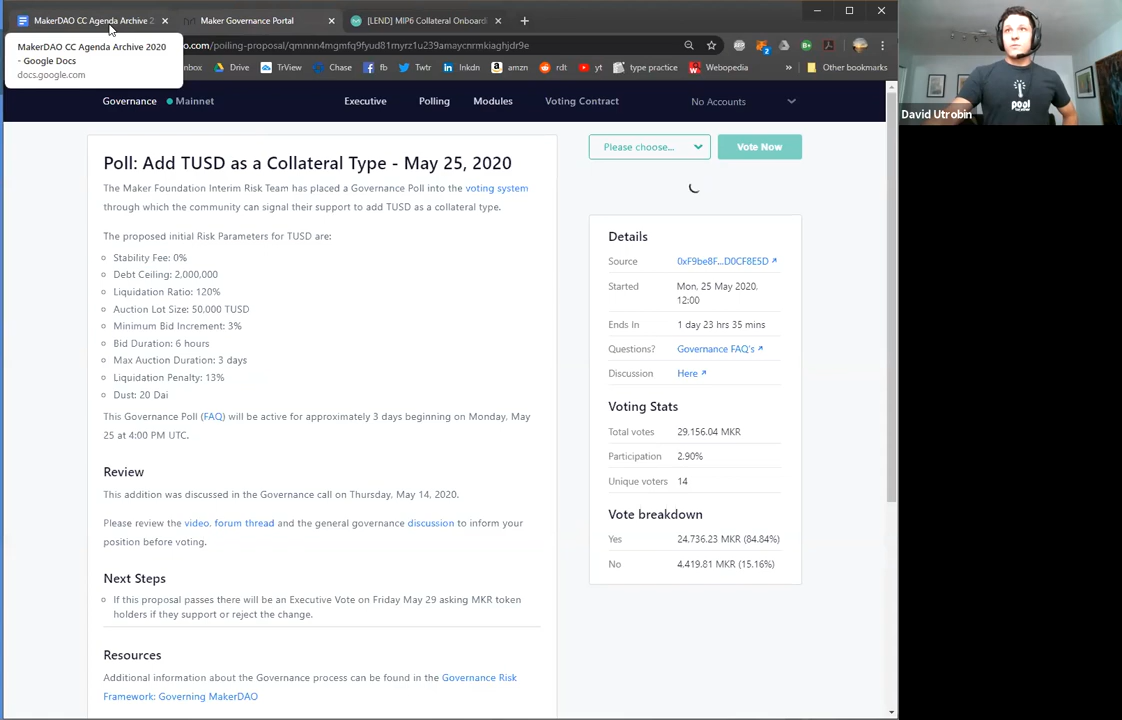 MakerDAO CC Agenda Archive 2
Maker Governance Portal
[LEND] MIP6 Collateral Onboardi
MakerDAO CC Agenda Archive 2020
- Google Docs
docs.google.com
o.com/polling-proposal/qmnnn4mgmfq9fyud81myrz1u239amaycnrmkiaghjdr9e
nbox
Drive
TrView
Chase
fb
Twtr
lnkdn
amzn
rdt
yt
type practice
Webopedia
»
Other bookmarks
Governance
Mainnet
Executive
Polling
Modules
Voting Contract
No Accounts
David Utrobin
Poll: Add TUSD as a Collateral Type - May 25, 2020
The Maker Foundation Interim Risk Team has placed a Governance Poll into the voting system
through which the community can signal their support to add TUSD as a collateral type.
The proposed initial Risk Parameters for TUSD are:
Stability Fee: 0%
Debt Ceiling: 2,000,000
Liquidation Ratio: 120%
Auction Lot Size: 50,000 TUSD
Minimum Bid Increment: 3%
Bid Duration: 6 hours
Max Auction Duration: 3 days
Liquidation Penalty: 13%
Dust: 20 Dai
This Governance Poll (FAQ) will be active for approximately 3 days beginning on Monday, May
25 at 4:00 PM UTC.
Review
This addition was discussed in the Governance call on Thursday, May 14, 2020.
Please review the video, forum thread and the general governance discussion to inform your
position before voting.
Next Steps
If this proposal passes there will be an Executive Vote on Friday May 29 asking MKR token
holders if they support or reject the change.
Resources
Additional information about the Governance process can be found in the Governance Risk
Framework: Governing MakerDAO
Please choose...
Vote Now
Details
Source 0xF9be8F...D0CF8E5D
Started Mon, 25 May 2020,
12:00
Ends In 1 day 23 hrs 35 mins
Questions? Governance FAQ's
Discussion Here
Voting Stats
Total votes 29,156.04 MKR
Participation 2.90%
Unique voters 14
Vote breakdown
Yes 24,736.23 MKR (84.84%)
No 4,419.81 MKR (15.16%)